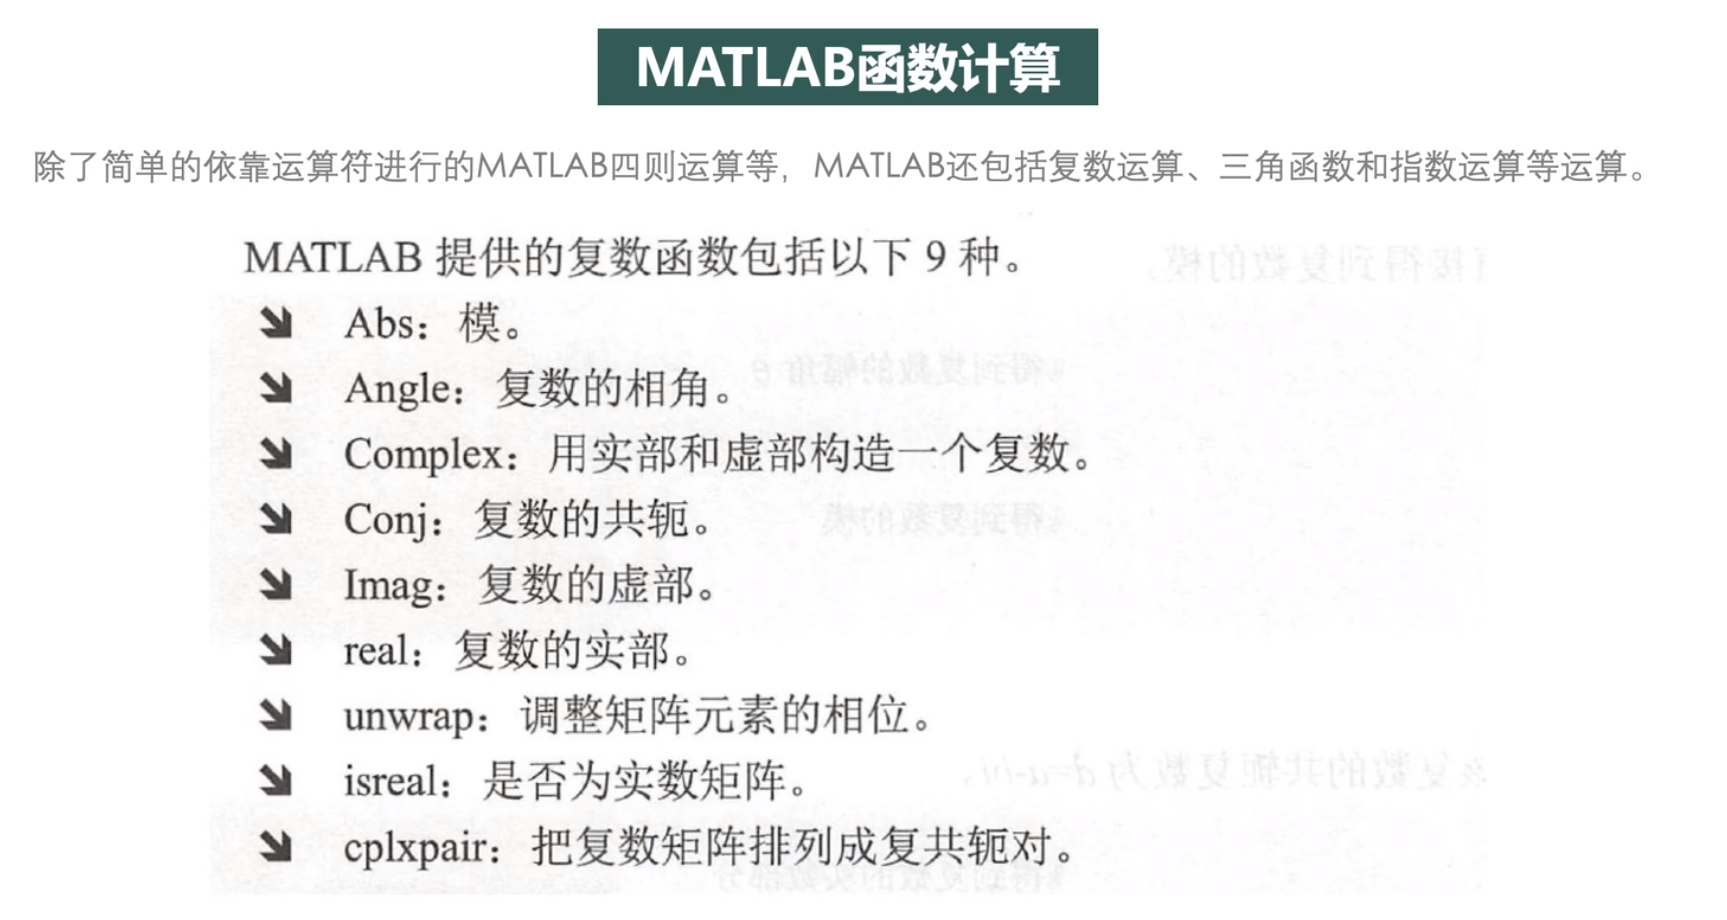 MATLAB函数计算
除了简单的依靠运算符进行的MATLAB四则运算等，MATLAB还包括复数运算、三角函数和指数运算等运算。
MATLAB 提供的复数函数包括以下 9 种。
Abs：模。
Angle：复数的相角。
Complex：用实部和虚部构造一个复数。
Conj：复数的共轭。
Imag：复数的虚部。
real：复数的实部。
unwrap：调整矩阵元素的相位。
isreal：是否为实数矩阵。
cplxpair：把复数矩阵排列成复共轭对。